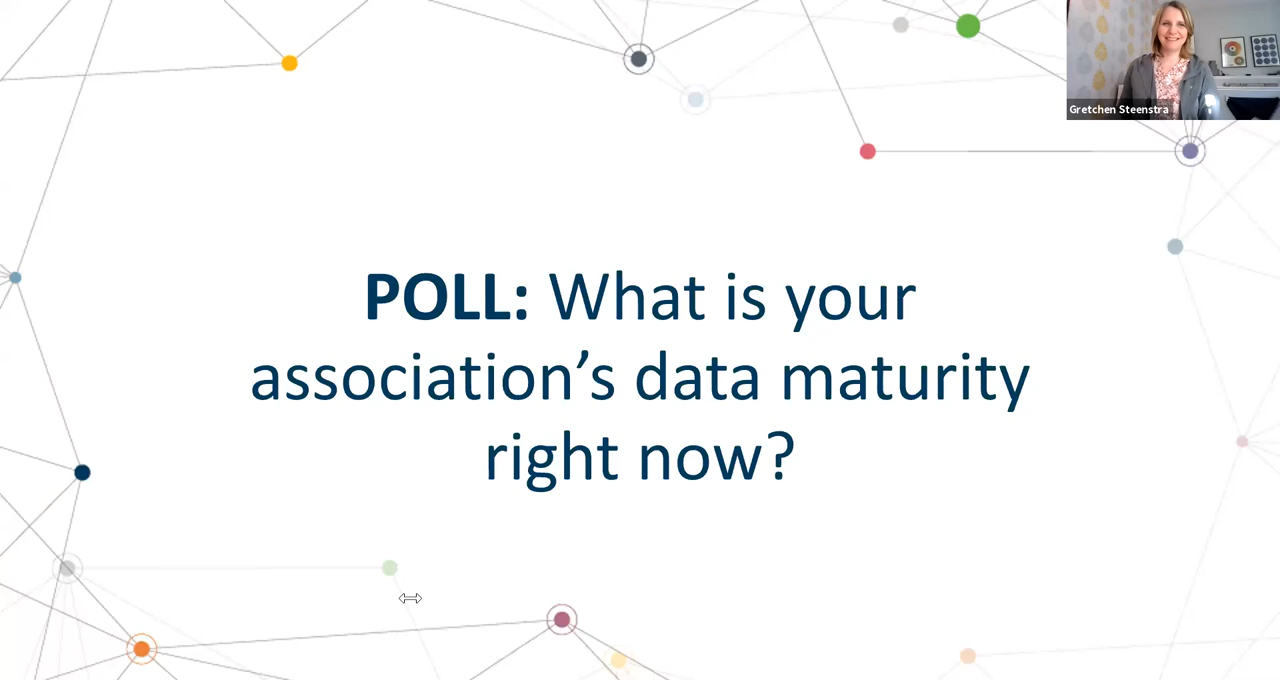 Gretchen Steenstra
POLL: What is your
association’s data maturity
right now?